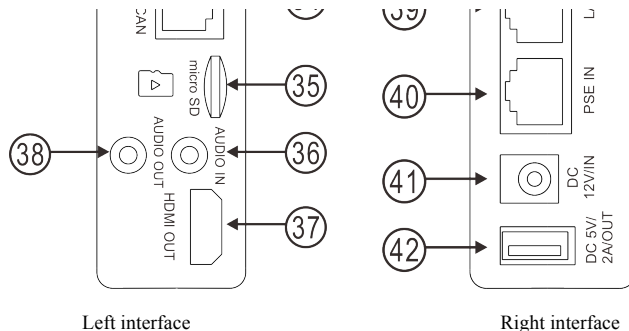 CAN
micro SD
35
38
AUDIO OUT
AUDIO IN
36
HDMI OUT
37
Left interface
39
PSE IN
40
41
DC
12V/IN
42
DC 5V/
2A/OUT
Right interface